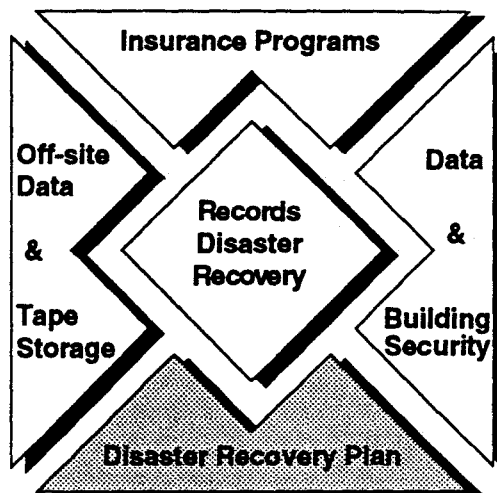 Insurance Programs
Off-site
Data
&
Tape
Storage
Records
Disaster
Recovery
Data
&
Building
Security
Disaster Recovery Plan